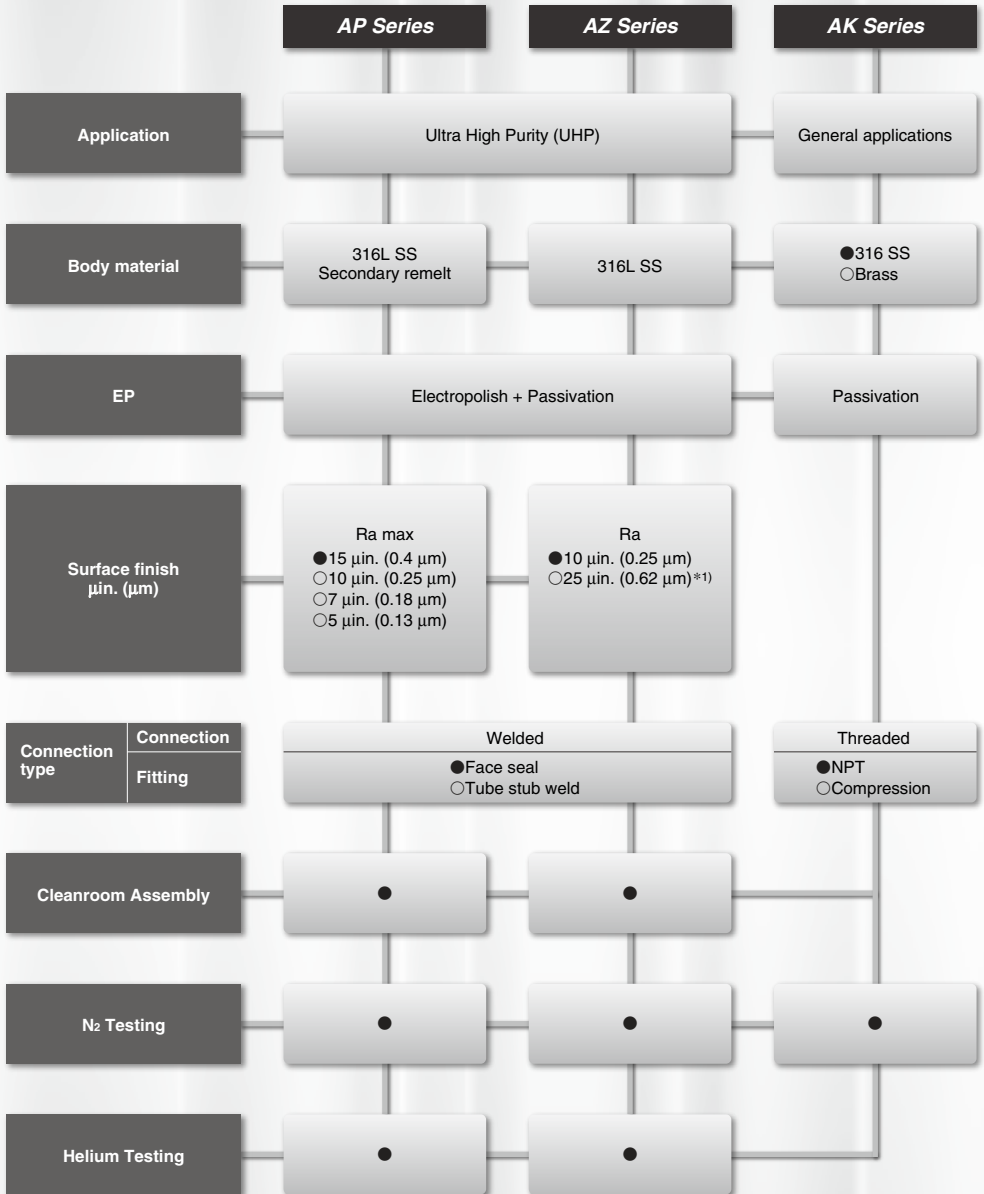 AP Series
AZ Series
AK Series
Application
Ultra High Purity (UHP)
General applications
Body material
316L SS
Secondary remelt
316L SS
●316 SS
○Brass
EP
Electropolish + Passivation
Passivation
Surface finish
µin. (µm)
Ra max
●15 µin. (0.4 µm)
○10 µin. (0.25 µm)
○7 µin. (0.18 µm)
○5 µin. (0.13 µm)
Ra
●10 µin. (0.25 µm)
○25 µin. (0.62 µm)*1)
Connection
type
Connection
Fitting
Welded
●Face seal
○Tube stub weld
Threaded
●NPT
○Compression
Cleanroom Assembly
●
●
N2 Testing
●
●
●
Helium Testing
●
●